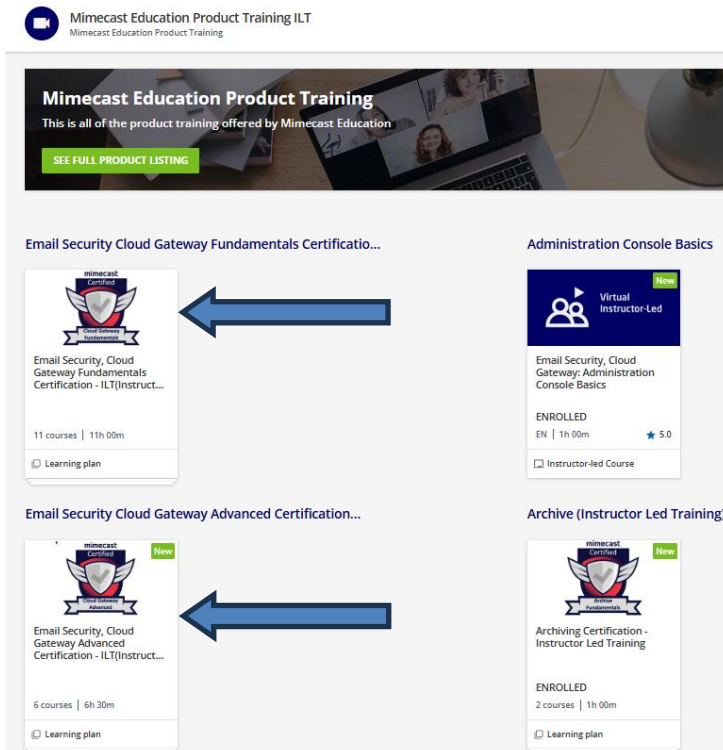 Mimecast Education Product Training ILT
Mimecast Education Product Training
Mimecast Education Product Training
This is all of the product training offered by Mimecast Education
SEE FULL PRODUCT LISTING
Email Security Cloud Gateway Fundamentals Certificatio...
mimecast
Certified
Cloud Gateway
Fundamentals
Email Security, Cloud
Gateway Fundamentals
Certification - ILT(Instruct...
11 courses | 11h 00m
Learning plan
Administration Console Basics
New
Virtual
Instructor-Led
Email Security, Cloud
Gateway: Administration
Console Basics
ENROLLED
EN | 1h 00m ★ 5.0
Instructor-led Course
Email Security Cloud Gateway Advanced Certification...
New
mimecast
Certified
Cloud Gateway
Advanced
Email Security, Cloud
Gateway Advanced
Certification - ILT(Instruct...
6 courses | 6h 30m
Learning plan
Archive (Instructor Led Training)
New
mimecast
Certified
Archive
Fundamentals
Archiving Certification -
Instructor Led Training
ENROLLED
2 courses | 1h 00m
Learning plan